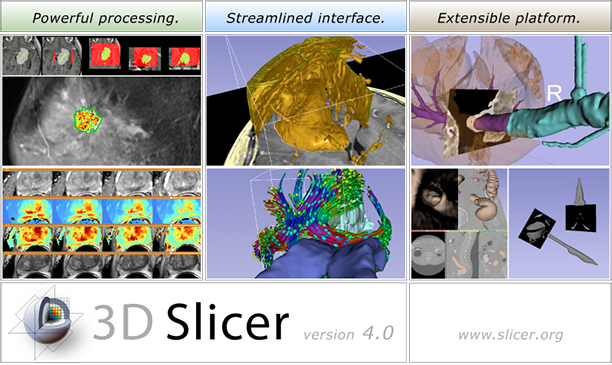 Powerful processing.
Streamlined interface.
Extensible platform.
R
3D Slicer version 4.0
www.slicer.org